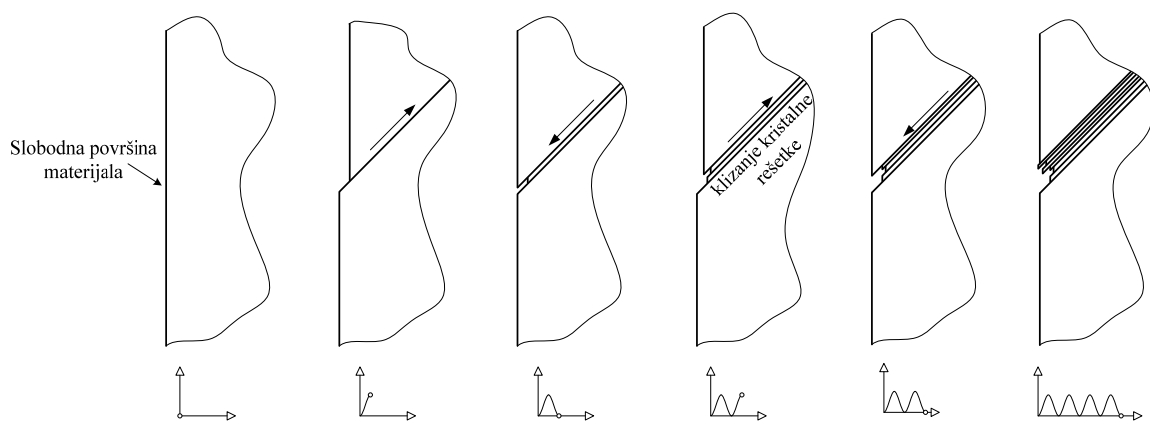 Slobodna površina
materijala
klizanje kristalne
rešetke